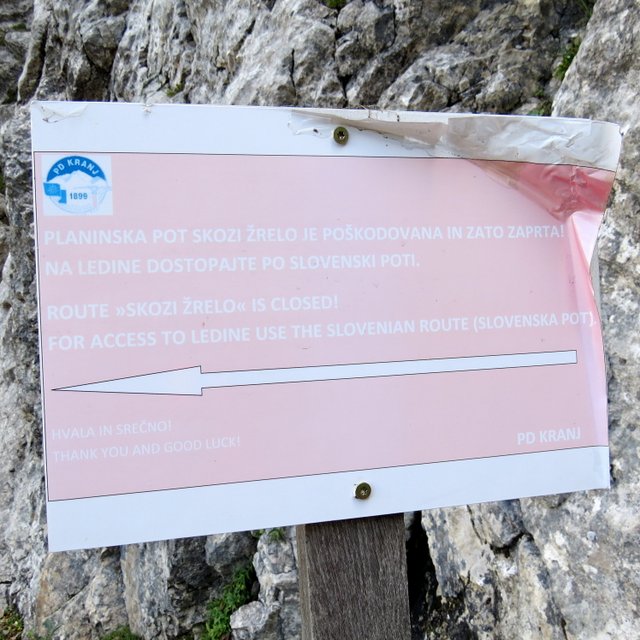 PD KRANJ
1899
PLANINSKA POT SKOZI ŽRELO JE POŠKODOVANA IN ZATO ZAPRTA!
NA LEDINE DOSTOPAJTE PO SLOVENSKI POTI.
ROUTE »SKOZI ŽRELO« IS CLOSED!
FOR ACCESS TO LEDINE USE THE SLOVENIAN ROUTE (SLOVENSKA POT)
HVALA IN SREČNO!
THANK YOU AND GOOD LUCK!
PD KRANJ